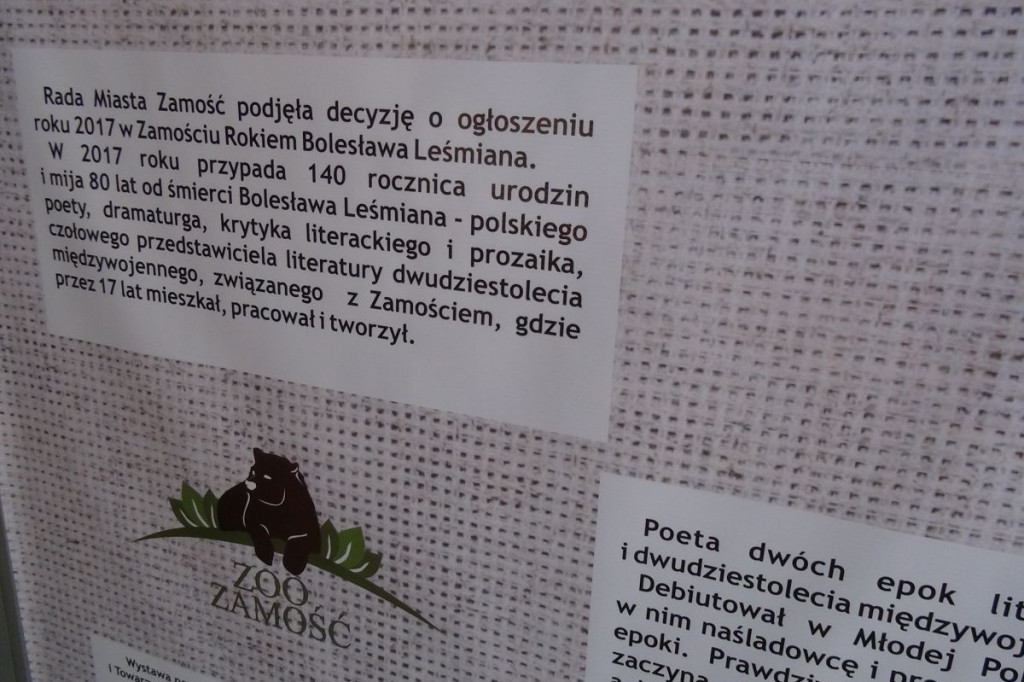 Rada Miasta Zamość podjęła decyzję o ogłoszeniu
roku 2017 w Zamościu Rokiem Bolesława Leśmiana.
W 2017 roku przypada 140 rocznica urodzin
i mija 80 lat od śmierci Bolesława Leśmiana - polskiego
poety, dramaturga, krytyka literackiego i prozaika,
czołowego przedstawiciela literatury dwudziestolecia
międzywojennego, związanego z Zamościem, gdzie
przez 17 lat mieszkał, pracował i tworzył.
ZOO
ZAMOŚĆ
Wystawa
i
Poeta dwóch epok
i dwudziestolecia
Debiutował w Młodej
w nim naśladowcę i
epoki.